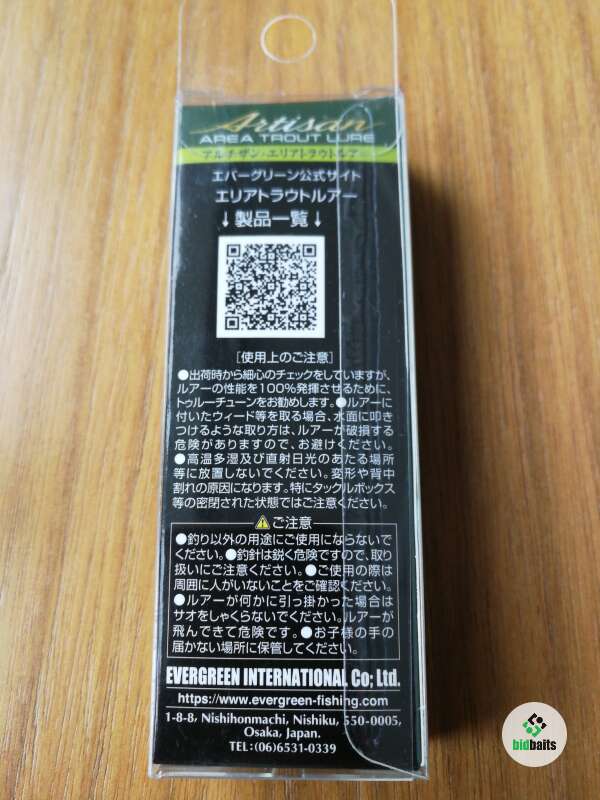 Artisan
AREA TROUT LURE
アルチザン・エリアトラウトルアー
エバーグリーン公式サイト
エリアトラウトルアー
↓製品一覧↓
［使用上のご注意］
●出荷時から細心のチェックをしていますが、
ルアーの性能を100%発揮させるために、
トゥルーチューンをお勧めします。●ルアーに
付いたウィード等を取る場合、水面に叩き
つけるような取り方は、ルアーが破損する
危険がありますので、お避けください。
●高温多湿及び直射日光のあたる場所
等に放置しないでください。変形や背中
割れの原因になります。特にタックルボックス
等の密閉された状態ではご注意ください。
⚠ご注意
●釣り以外の用途にご使用にならないで
ください。●釣針は鋭く危険ですので、取り
扱いにご注意ください。●ご使用の際は
周囲に人がいないことをご確認ください。
●ルアーが何かに引っ掛かった場合は
サオをしゃくらないでください。ルアーが
飛んできて危険です。●お子様の手の
届かない場所に保管してください。
EVERGREEN INTERNATIONAL Co; Ltd.
https://www.evergreen-fishing.com
1-8-8, Nishihonmachi, Nishiku, 550-0005,
Osaka, Japan.
TEL:(06)6531-0339
bidbaits